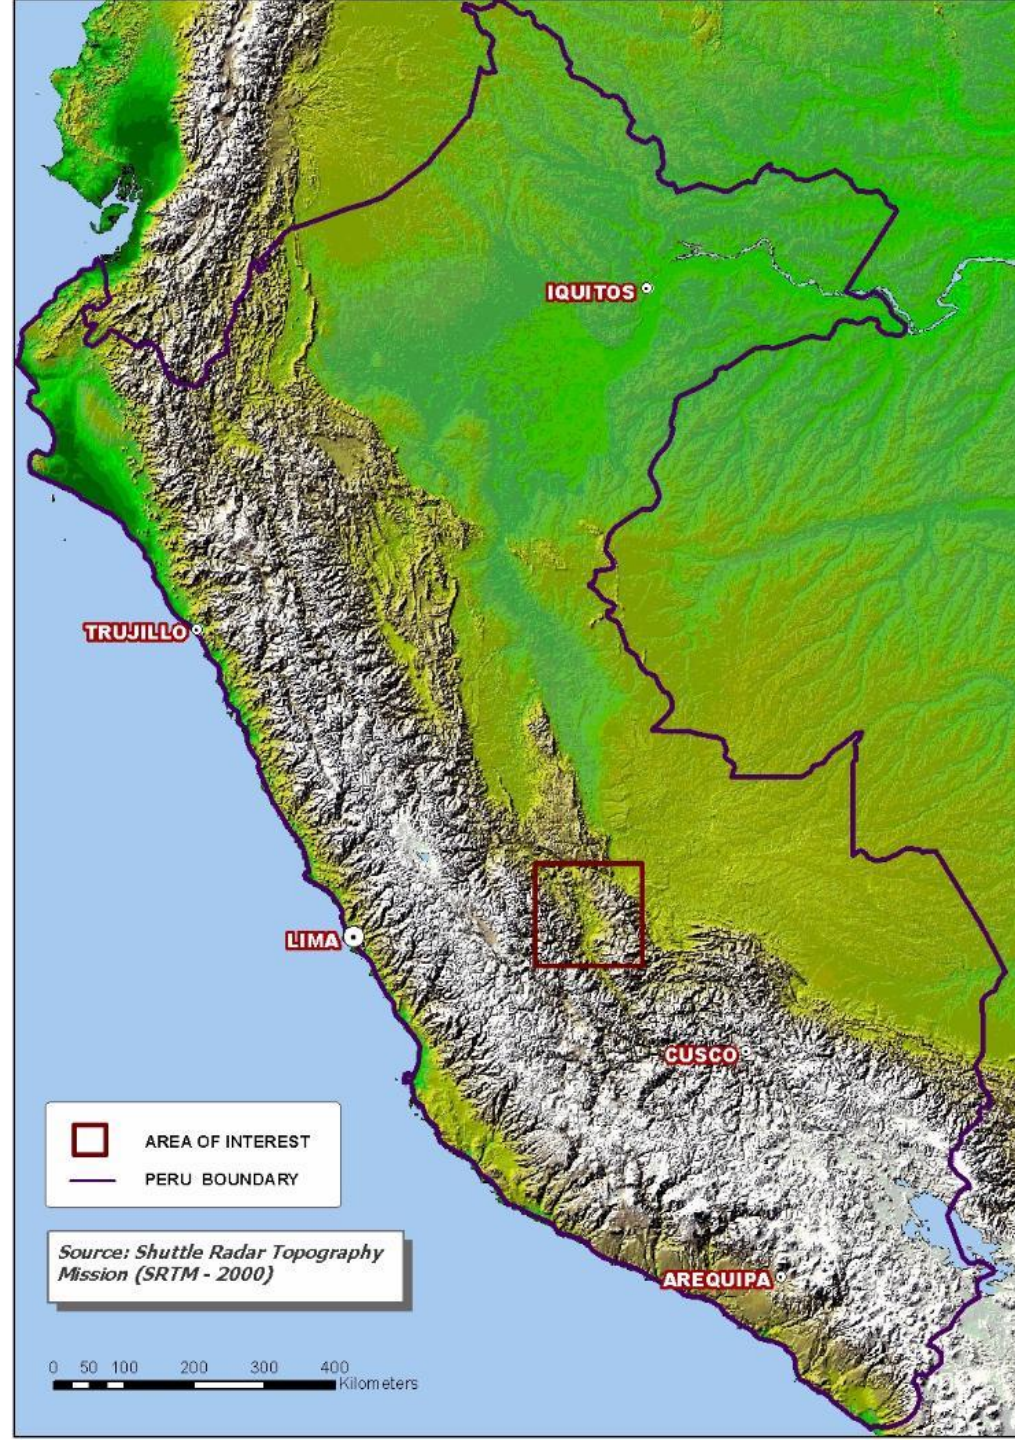 IQUITOS
TRUJILLO
LIMA
CUSCO
AREA OF INTEREST
PERU BOUNDARY
Source: Shuttle Radar Topography
Mission (SRTM - 2000)
AREQUIPA
0 50 100 200 300 400
Kilometers